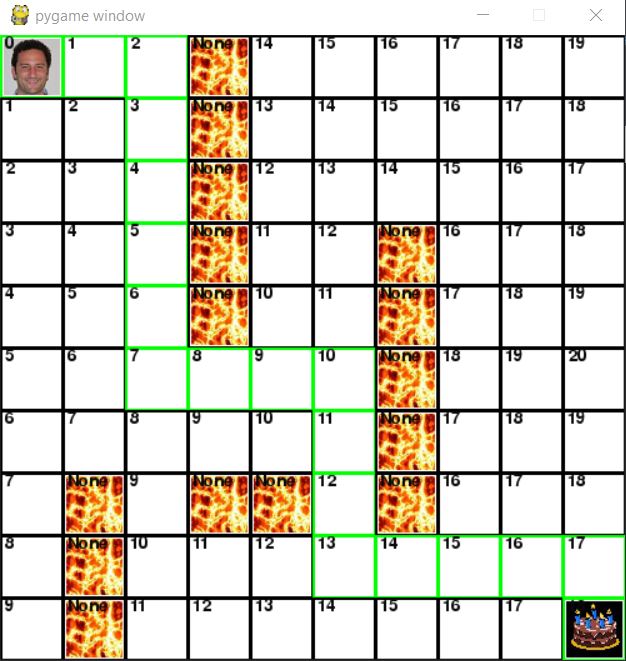 pygame window
0 1 2 None 14 15 16 17 18 19
1 2 3 None 13 14 15 16 17 18
2 3 4 None 12 13 14 15 16 17
3 4 5 None 11 12 None 16 17 18
4 5 6 None 10 11 None 17 18 19
5 6 7 8 9 10 None 18 19 20
6 7 8 9 10 11 None 17 18 19
7 None 9 None None 12 None 16 17 18
8 None 10 11 12 13 14 15 16 17
9 None 11 12 13 14 15 16 17